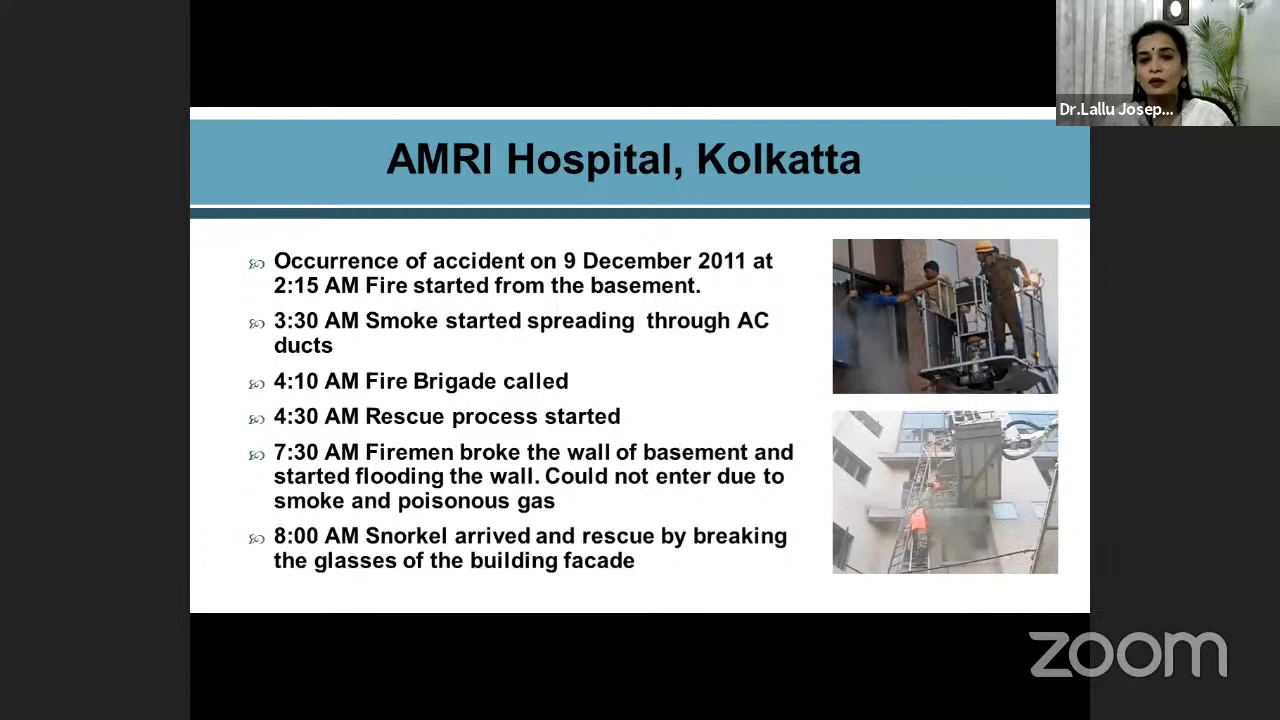 Dr.Lallu Josep...
AMRI Hospital, Kolkatta
Occurrence of accident on 9 December 2011 at
2:15 AM Fire started from the basement.
3:30 AM Smoke started spreading through AC
ducts
4:10 AM Fire Brigade called
4:30 AM Rescue process started
7:30 AM Firemen broke the wall of basement and
started flooding the wall. Could not enter due to
smoke and poisonous gas
8:00 AM Snorkel arrived and rescue by breaking
the glasses of the building facade
zoom